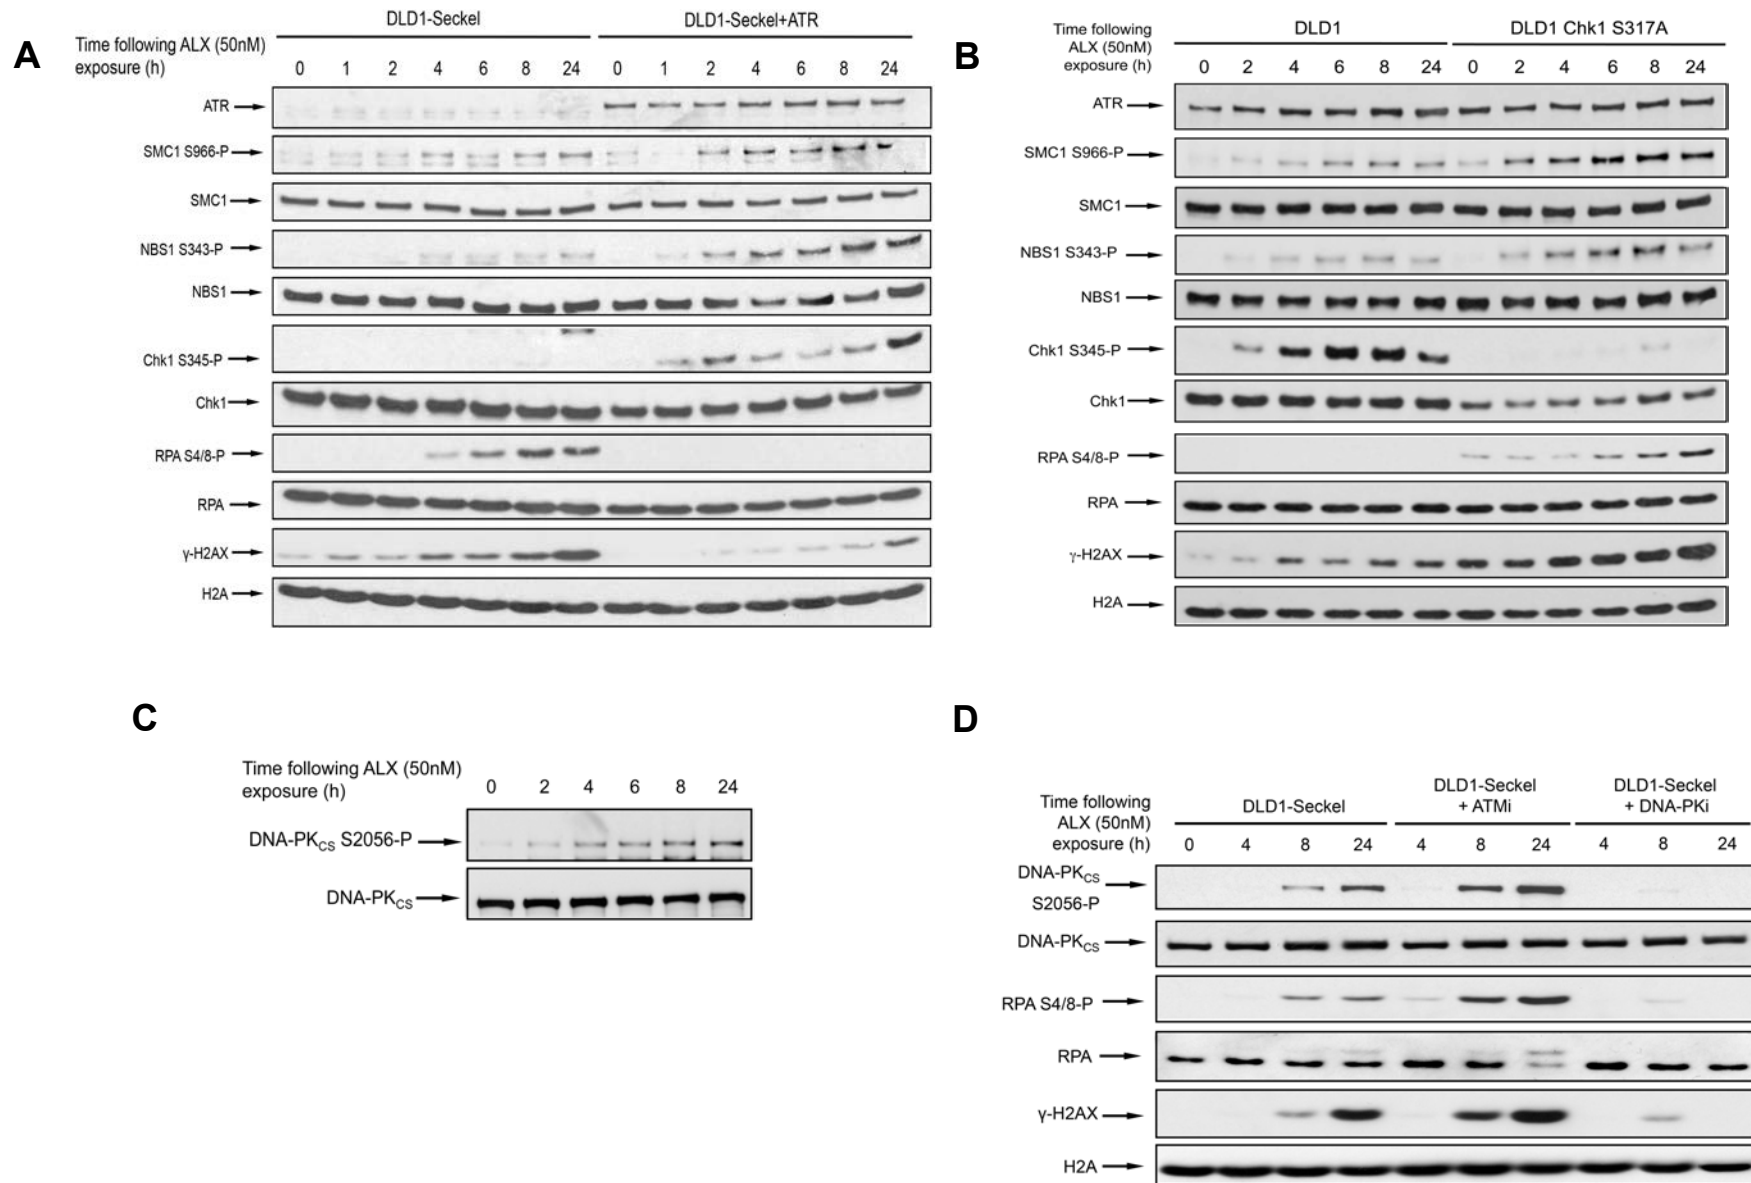 A
DLD1-Seckel
DLD1-Seckel+ATR
Time following ALX (50nM)
exposure (h)
0 1 2 4 6 8 24 0 1 2 4 6 8 24
ATR
SMC1 S966-P
SMC1
NBS1 S343-P
NBS1
Chk1 S345-P
Chk1
RPA S4/8-P
RPA
γ-H2AX
H2A
B
Time following
ALX (50nM)
exposure (h)
DLD1
DLD1 Chk1 S317A
0 2 4 6 8 24 0 2 4 6 8 24
ATR
SMC1 S966-P
SMC1
NBS1 S343-P
NBS1
Chk1 S345-P
Chk1
RPA S4/8-P
RPA
γ-H2AX
H2A
C
Time following ALX (50nM)
exposure (h)
0 2 4 6 8 24
DNA-PKCS S2056-P
DNA-PKCS
D
Time following
ALX (50nM)
exposure (h)
DLD1-Seckel
DLD1-Seckel
+ ATMi
DLD1-Seckel
+ DNA-PKi
0 4 8 24 4 8 24 4 8 24
DNA-PKCS
S2056-P
DNA-PKCS
RPA S4/8-P
RPA
γ-H2AX
H2A